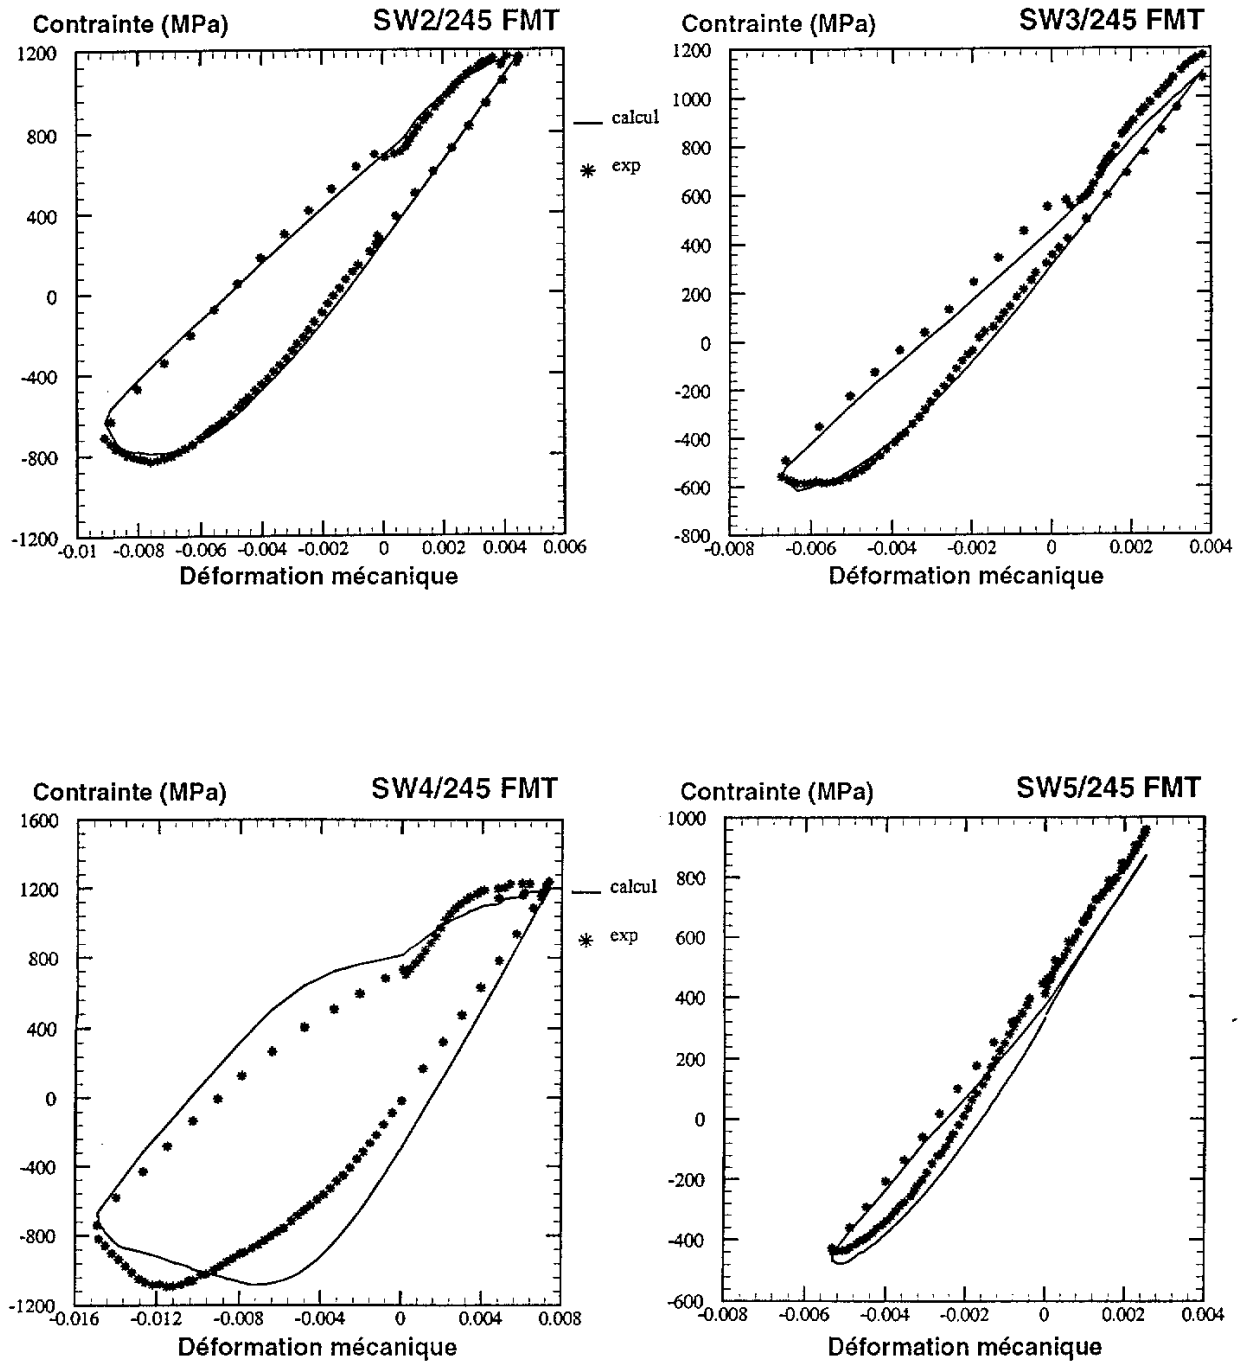 Contrainte (MPa) SW2/245 FMT
1200
800
400
0
-400
-800
-1200
-0.01 -0.008 -0.006 -0.004 -0.002 0 0.002 0.004 0.006
Déformation mécanique
calcul
exp
Contrainte (MPa) SW3/245 FMT
1200
1000
800
600
400
200
0
-200
-400
-600
-800
-0.008 -0.006 -0.004 -0.002 0 0.002 0.004
Déformation mécanique
Contrainte (MPa) SW4/245 FMT
1600
1200
800
400
0
-400
-800
-1200
-0.016 -0.012 -0.008 -0.004 0 0.004 0.008
Déformation mécanique
calcul
exp
Contrainte (MPa) SW5/245 FMT
1000
800
600
400
200
0
-200
-400
-600
-0.008 -0.006 -0.004 -0.002 0 0.002 0.004
Déformation mécanique